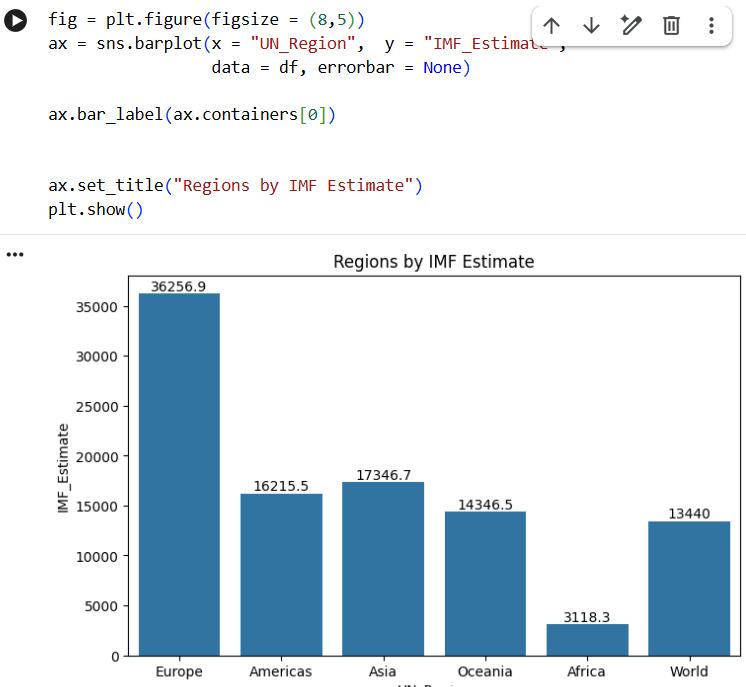 fig = plt.figure(figsize = (8,5))
ax = sns.barplot(x = "UN_Region",  y = "IMF_Estimate",
data = df, errorbar = None)
ax.bar_label(ax.containers[0])
ax.set_title("Regions by IMF Estimate")
plt.show()
Regions by IMF Estimate
36256.9
35000
30000
25000
20000
17346.7
16215.5
15000
14346.5
13440
10000
5000
3118.3
0
IMF_Estimate
Europe Americas Asia Oceania Africa World